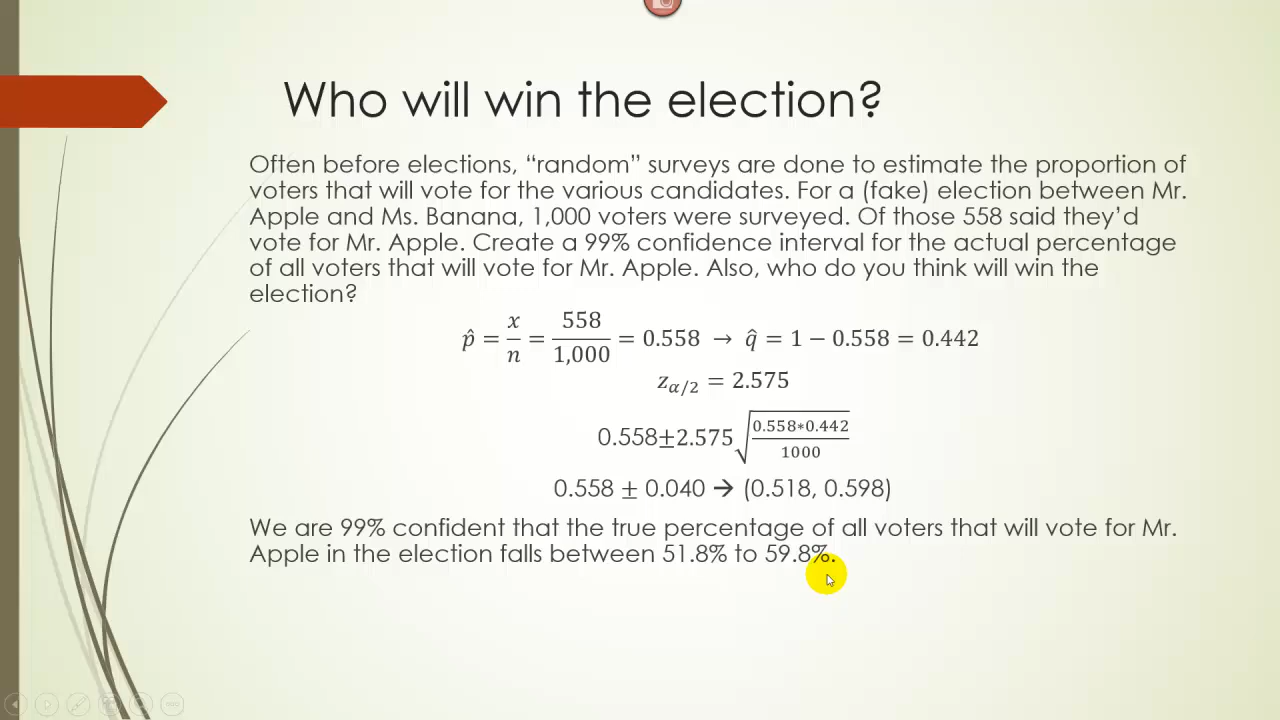 Who will win the election?
Often before elections, “random” surveys are done to estimate the proportion of
voters that will vote for the various candidates. For a (fake) election between Mr.
Apple and Ms. Banana, 1,000 voters were surveyed. Of those 558 said they’d
vote for Mr. Apple. Create a 99% confidence interval for the actual percentage
of all voters that will vote for Mr. Apple. Also, who do you think will win the
election?
p̂ = x/n = 558/1,000 = 0.558 → q̂ = 1 − 0.558 = 0.442
z_{α/2} = 2.575
0.558±2.575√(0.558*0.442/1000)
0.558 ± 0.040 → (0.518, 0.598)
We are 99% confident that the true percentage of all voters that will vote for Mr.
Apple in the election falls between 51.8% to 59.8%.